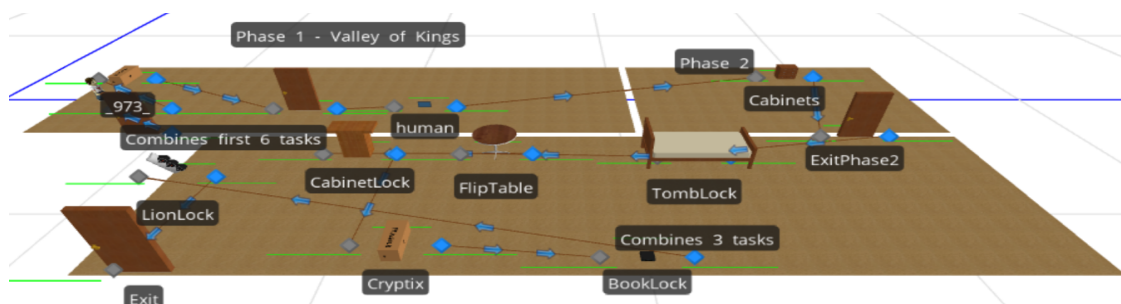 Phase 1 - Valley of Kings
Phase 2
_973_
Cabinets
Combines first 6 tasks
human
ExitPhase2
CabinetLock
FlipTable
TombLock
LionLock
Combines 3 tasks
Cryptix
BookLock
Exit